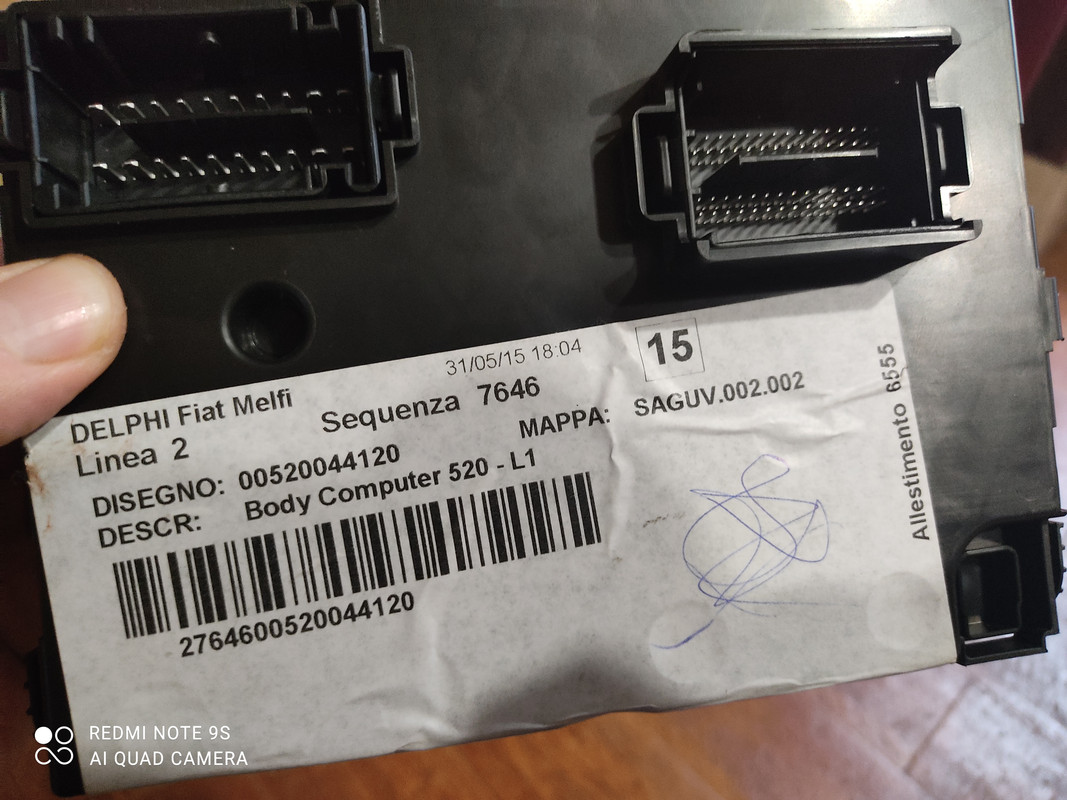 31/05/15 18:04
15
DELPHI Fiat Melfi
Sequenza 7646
Linea 2
MAPPA: SAGUV.002.002
DISEGNO: 00520044120
DESCR: Body Computer 520 - L1
2764600520044120
Allestimento 6555
REDMI NOTE 9S
AI QUAD CAMERA